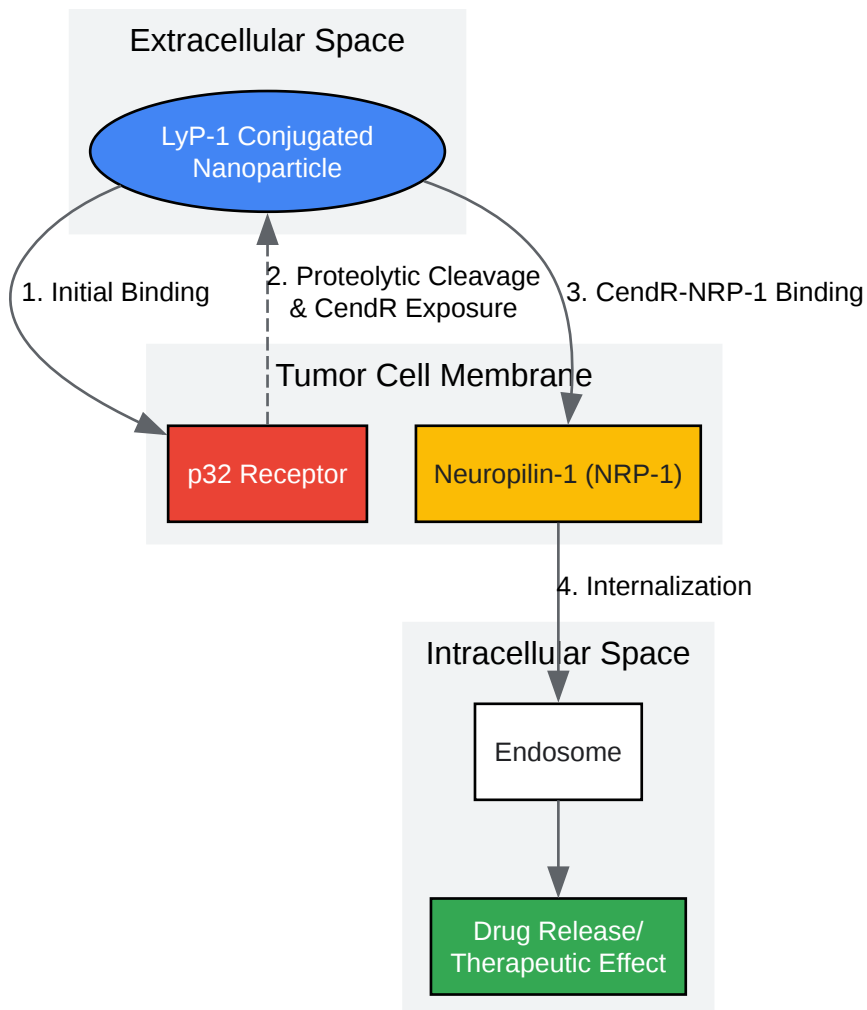 Extracellular Space
LyP-1 Conjugated
Nanoparticle
1. Initial Binding
2. Proteolytic Cleavage
& CendR Exposure
3. CendR-NRP-1 Binding
Tumor Cell Membrane
p32 Receptor
Neuropilin-1 (NRP-1)
4. Internalization
Intracellular Space
Endosome
Drug Release/
Therapeutic Effect